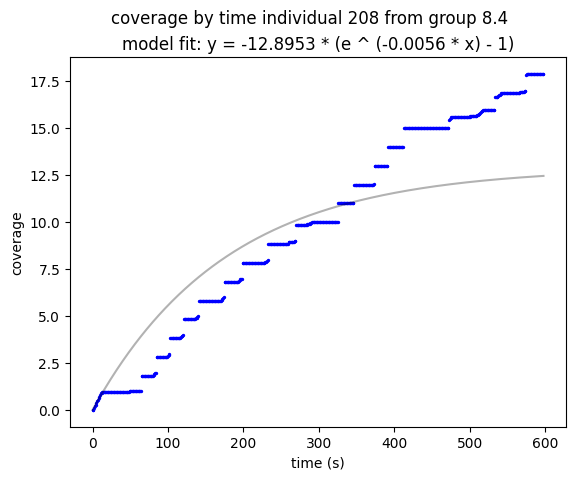 coverage by time individual 208 from group 8.4
model fit: y = -12.8953 * (e ^ (-0.0056 * x) - 1)
17.5
15.0
12.5
10.0
7.5
5.0
2.5
0.0
coverage
0 100 200 300 400 500 600
time (s)